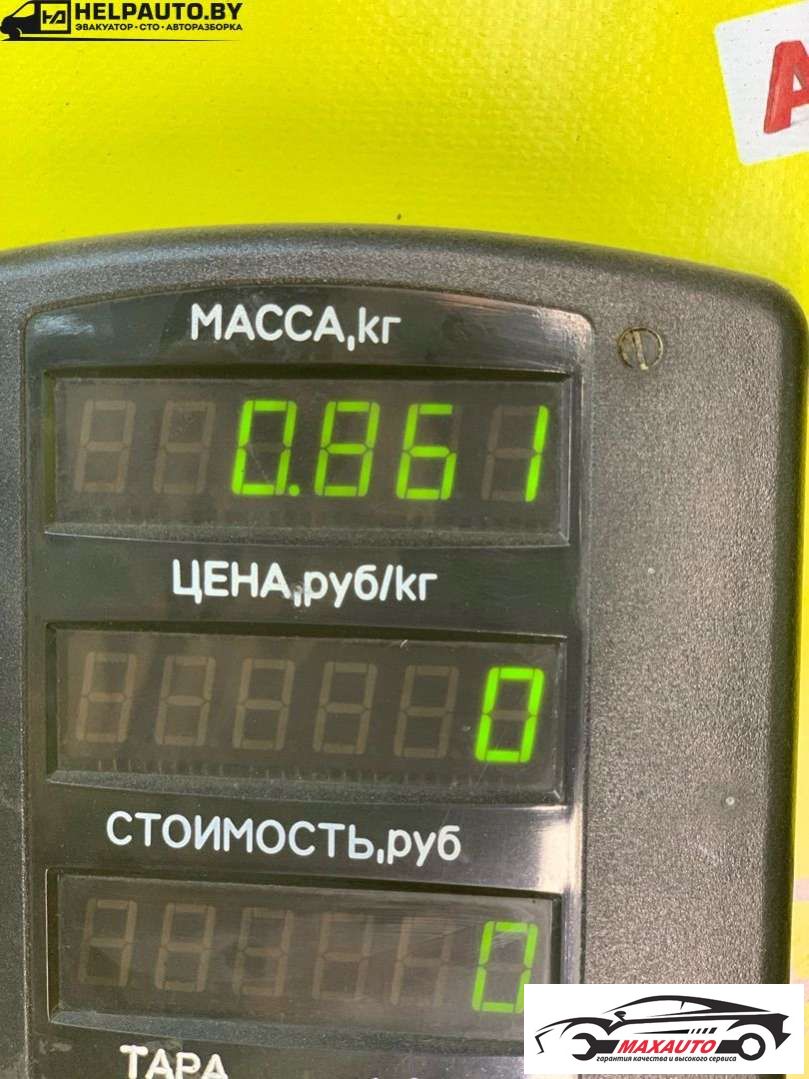 HELPAUTO.BY
ЭВАКУАТОР • СТО • АВТОРАЗБОРКА
МАССА,кг
0.861
ЦЕНА,руб/кг
0
СТОИМОСТЬ,руб
0
ТАРА
MAXAUTO
гарантия качества и высокого сервиса